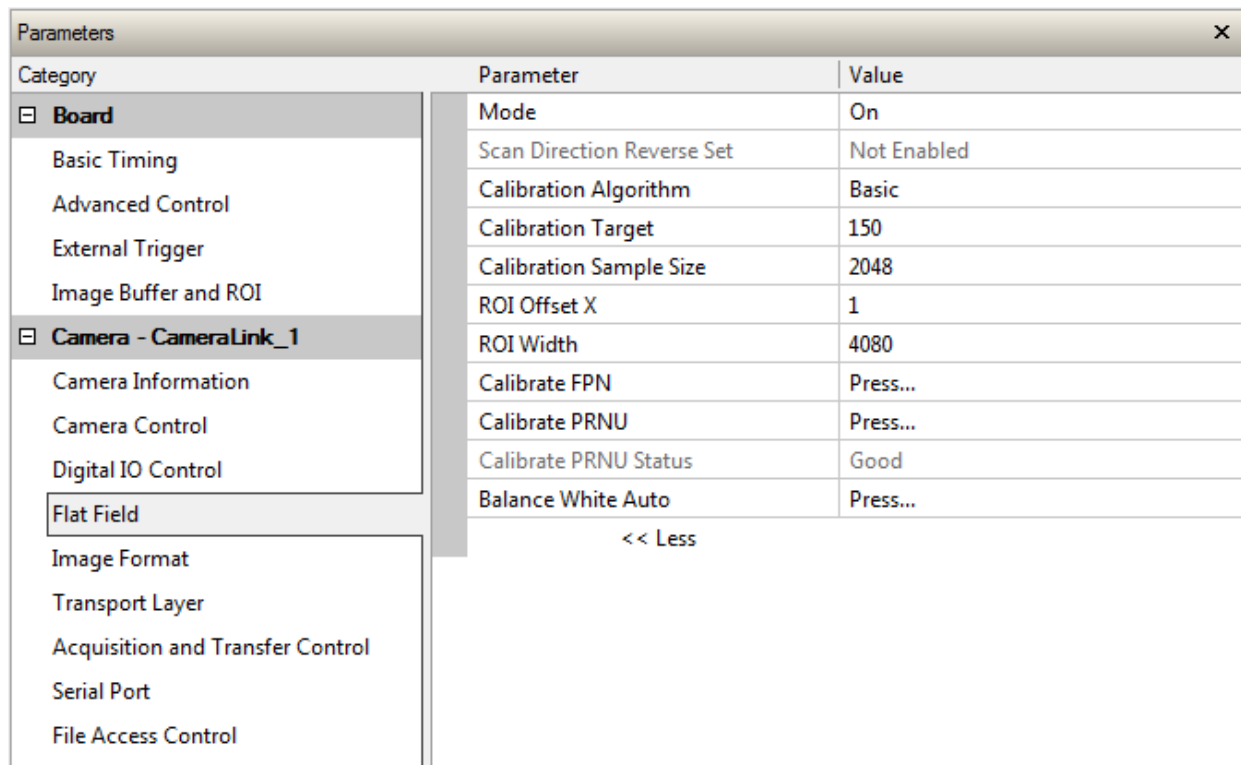 Parameters ×
Category Parameter Value
Board Mode On
Basic Timing Scan Direction Reverse Set Not Enabled
Advanced Control Calibration Algorithm Basic
External Trigger Calibration Target 150
Image Buffer and ROI Calibration Sample Size 2048
Camera - CameraLink_1 ROI Offset X 1
Camera Information ROI Width 4080
Camera Control Calibrate FPN Press...
Digital IO Control Calibrate PRNU Press...
Flat Field Calibrate PRNU Status Good
Image Format Balance White Auto Press...
Transport Layer << Less
Acquisition and Transfer Control
Serial Port
File Access Control